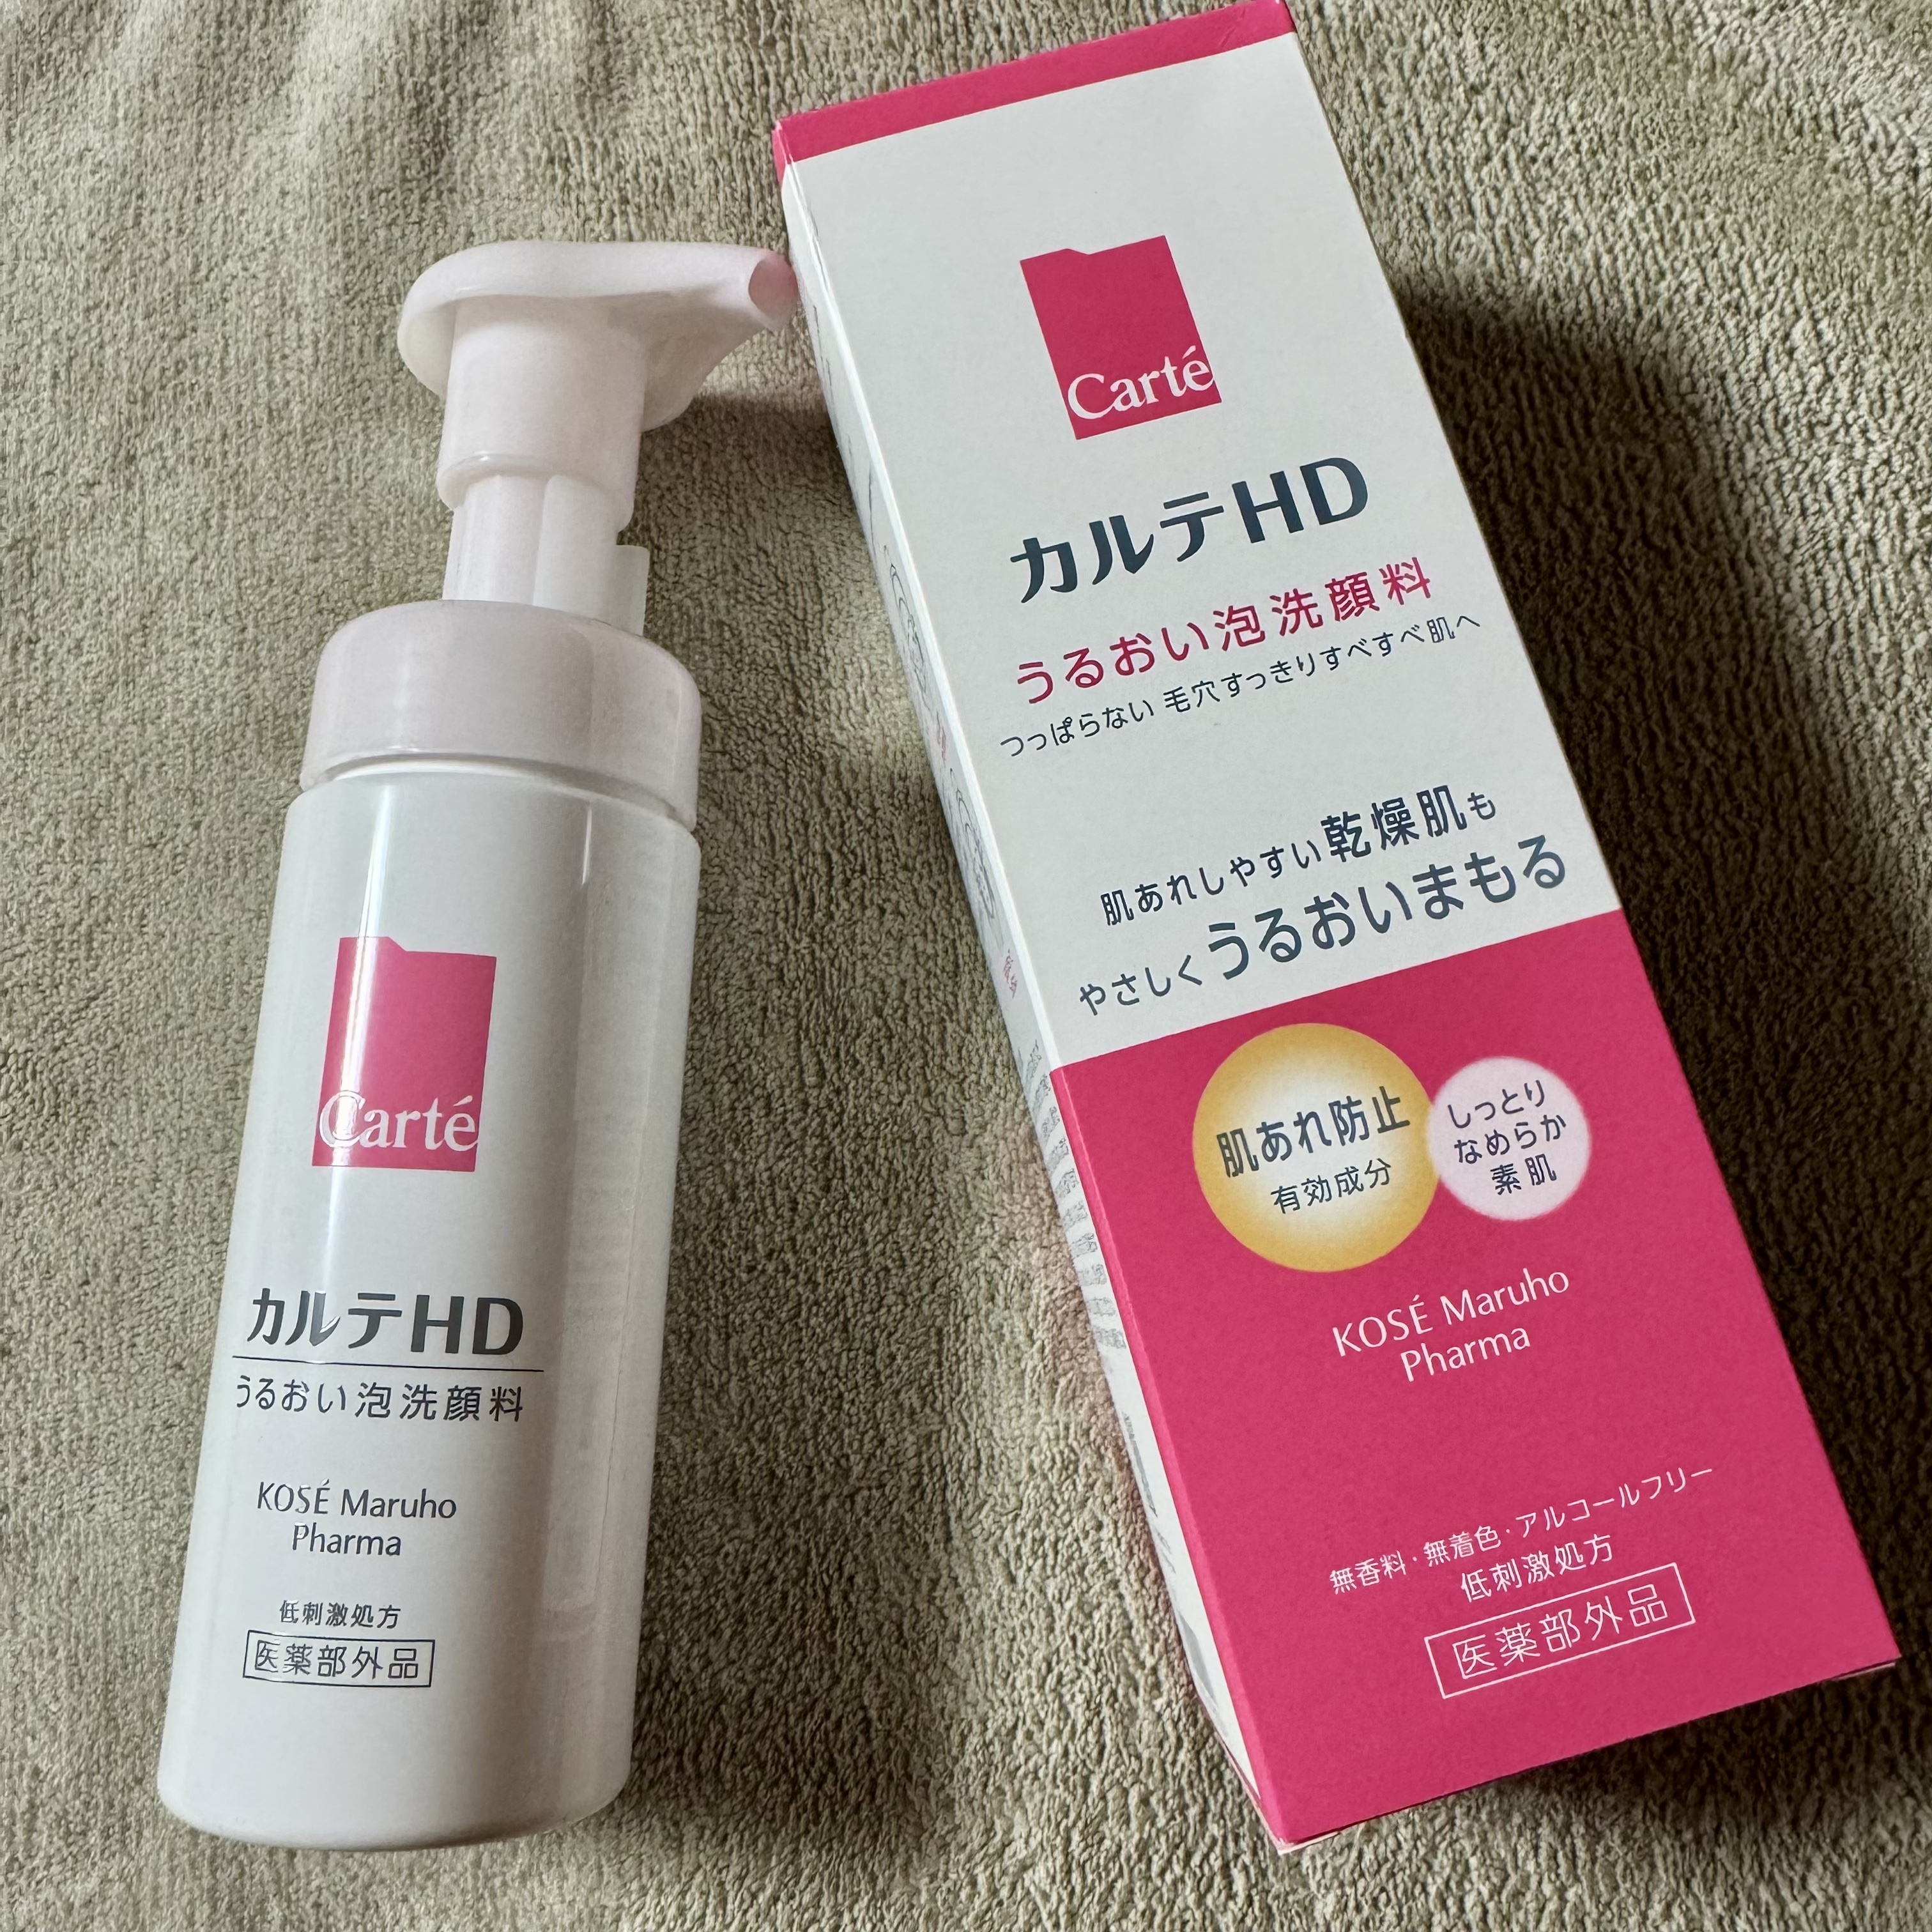 Carté
カルテHD
うるおい泡洗顔料
KOSÉ Maruho
Pharma
低刺激処方
医薬部外品
Carté
カルテHD
うるおい泡洗顔料
つっぱらない 毛穴すっきりすべすべ肌へ
肌あれしやすい乾燥肌も
やさしくうるおいまもる
肌あれ防止
有効成分
しっとり
なめらか
素肌
KOSÉ Maruho
Pharma
無香料・無着色・アルコールフリー
低刺激処方
医薬部外品